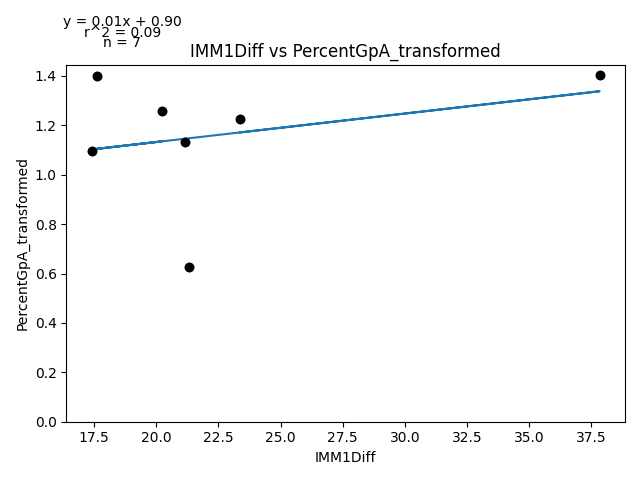 y = 0.01x + 0.90
r^2 = 0.09
n = 7
IMM1Diff vs PercentGpA_transformed
1.4
1.2
1.0
0.8
0.6
0.4
0.2
0.0
PercentGpA_transformed
17.5 20.0 22.5 25.0 27.5 30.0 32.5 35.0 37.5
IMM1Diff